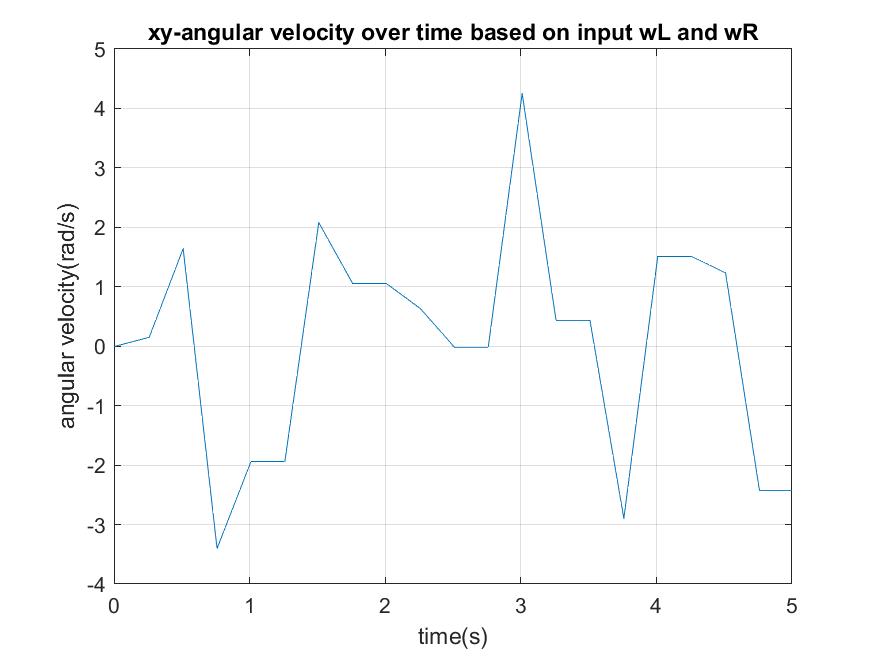 xy-angular velocity over time based on input wL and wR
5
4
3
2
1
0
-1
-2
-3
-4
angular velocity(rad/s)
0 1 2 3 4 5
time(s)